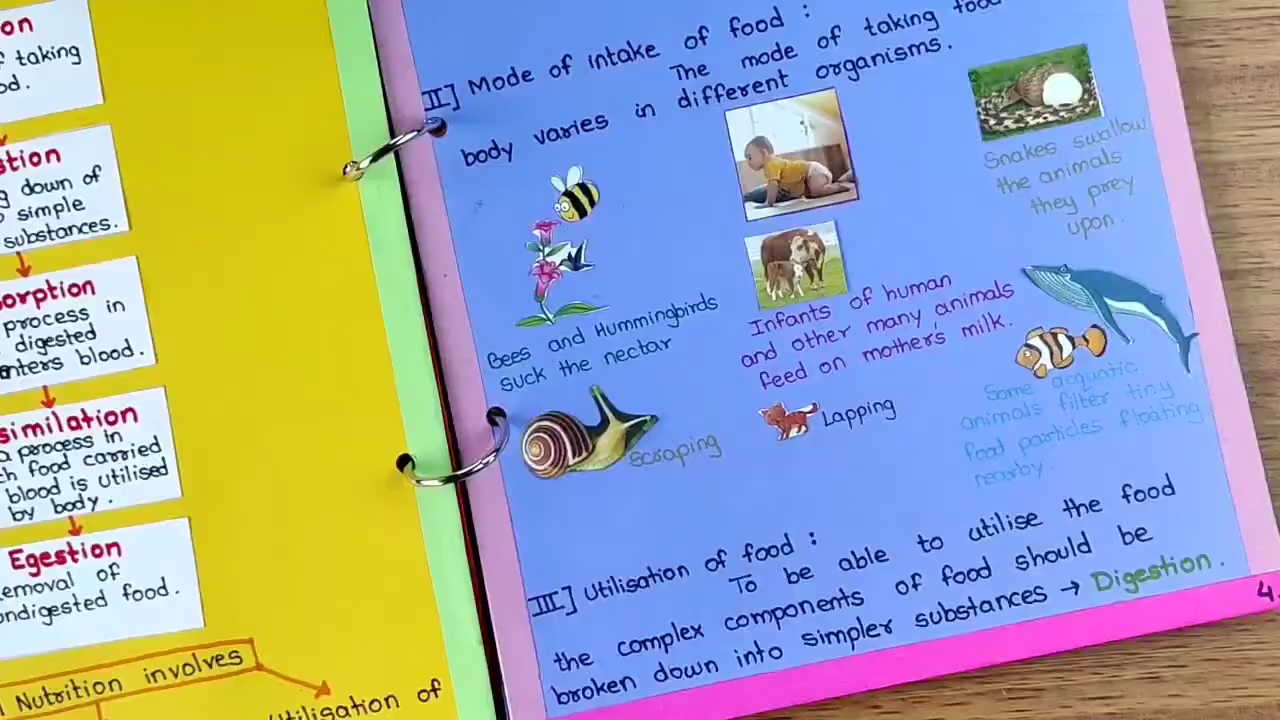 on
f taking
od.
stion
g down of
simple
substances.
orption
process in
digested
enters blood.
similation
a process in
ch food carried
blood is utilised
by body.
Egestion
emoval of
undigested food.
Nutrition involves
Utilisation of
II] Mode of intake of food :
The mode of taking food
body varies in different organisms.
Bees and Hummingbirds
suck the nectar
Infants of human
and other many animals
feed on mother's milk.
Snakes swallow
the animals
they prey
upon.
Scraping
Lapping
Some acquatic
animals filter tiny
food particles floating
nearby.
III] Utilisation of food :
To be able to utilise the food
the complex components of food should be
broken down into simpler substances → Digestion.
4.